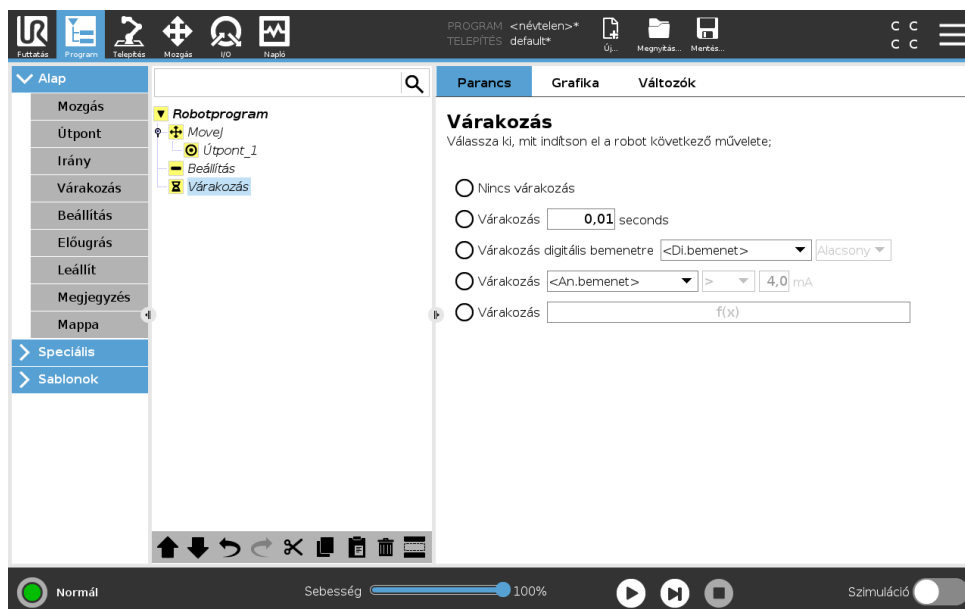 PROGRAM <névtelen>*
TELEPÍTÉS default*
C C
C C
Futtatás Program Telepítés Mozgás I/O Napló Új... Megnyitás... Mentés...
Alap
Mozgás
Útpont
Irány
Várakozás
Beállítás
Előugrás
Leállít
Megjegyzés
Mappa
Speciális
Sablonok
Robotprogram
MoveJ
Útpont_1
Beállítás
Várakozás
Parancs Grafika Változók
Várakozás
Válassza ki, mit indítson el a robot következő művelete;
Nincs várakozás
Várakozás 0,01 seconds
Várakozás digitális bemenetre <Di.bemenet> Alacsony
Várakozás <An.bemenet> > 4,0 mA
Várakozás f(x)
Normál Sebesség 100% Szimuláció